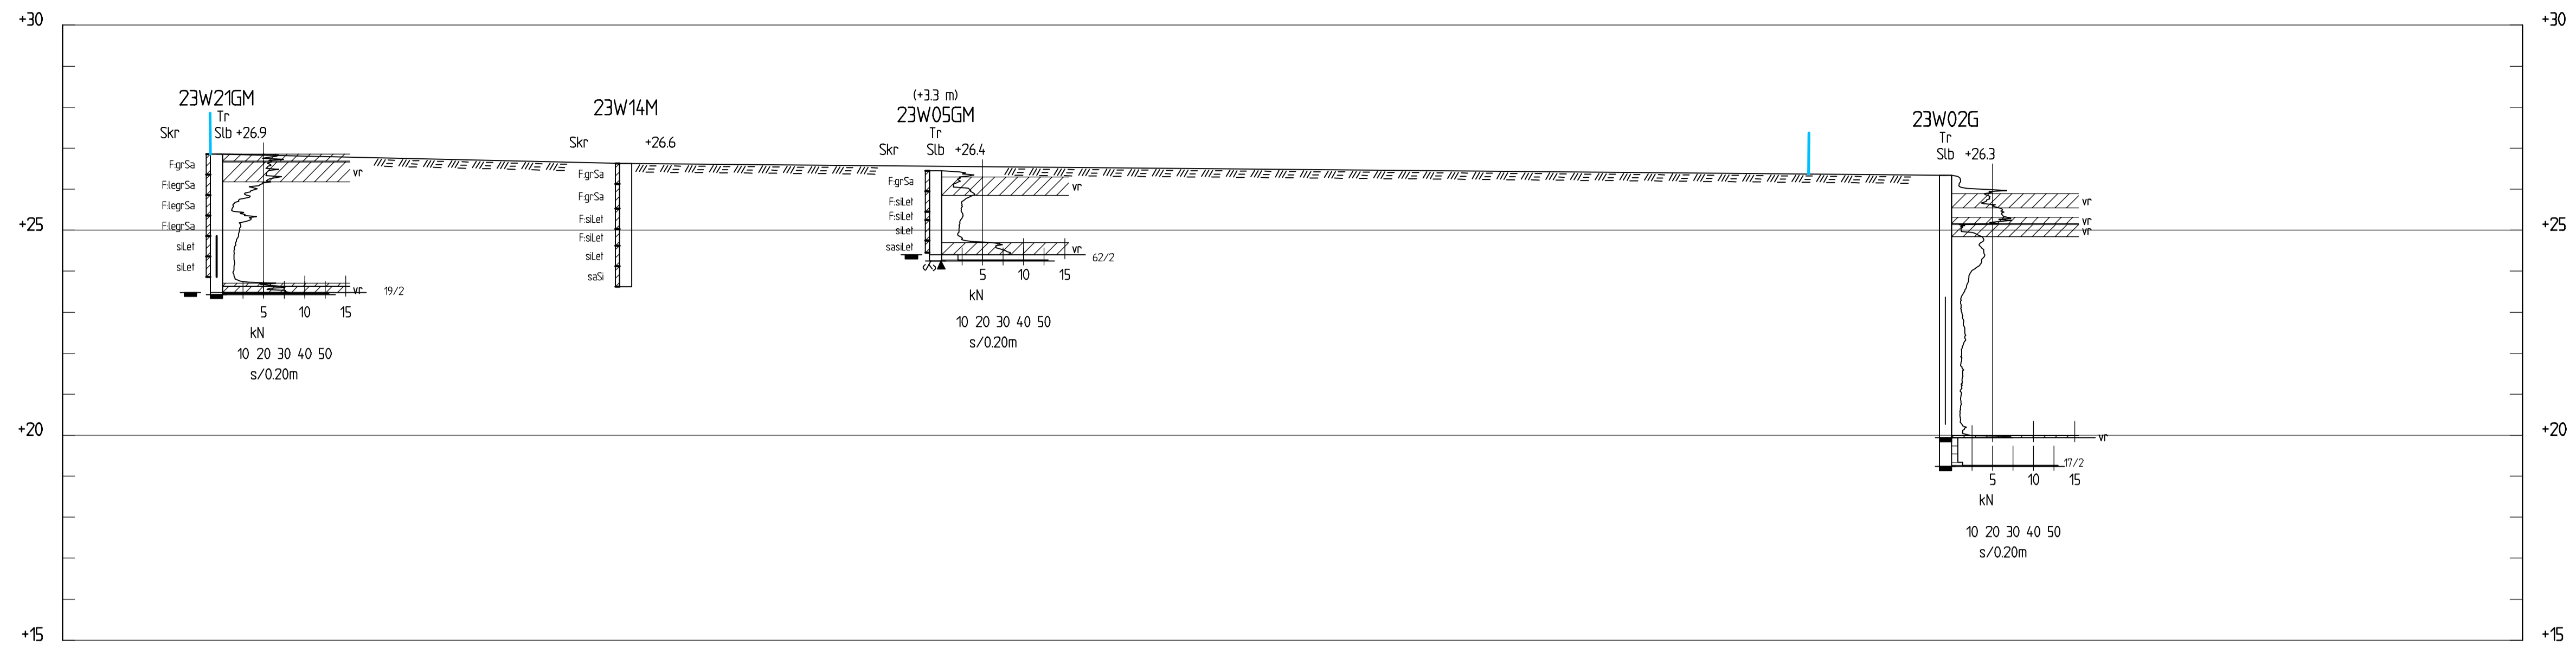 +30
+30
23W21GM
Tr
Skr
Slb +26.9
F:grSa
F:legrSa
F:legrSa
F:legrSa
siLet
siLet
vr
vr
19/2
5 10 15
kN
10 20 30 40 50
s/0.20m
23W14M
Skr
+26.6
F:grSa
F:grSa
F:siLet
F:siLet
siLet
saSi
(+3.3 m)
23W05GM
Tr
Skr
Slb +26.4
F:grSa
F:siLet
F:siLet
siLet
sasiLet
vr
vr
62/2
5 10 15
kN
10 20 30 40 50
s/0.20m
23W02G
Tr
Slb +26.3
vr
vr
vr
vr
17/2
5 10 15
kN
10 20 30 40 50
s/0.20m
+25
+25
+20
+20
+15
+15